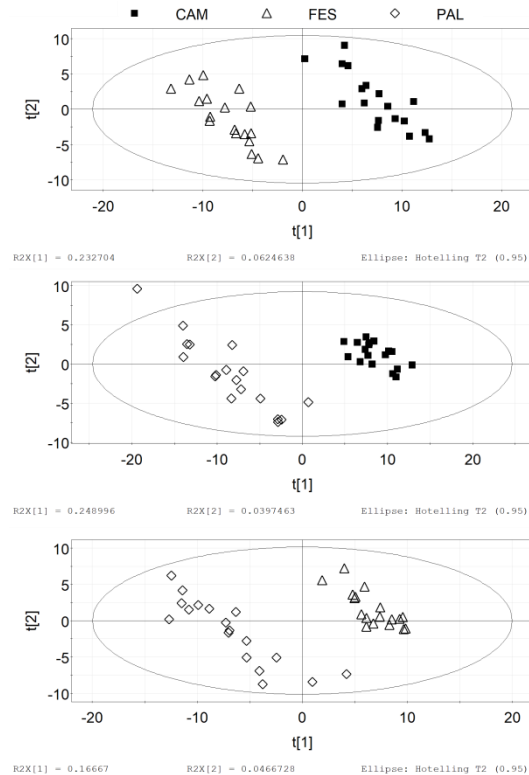 CAM FES PAL
10
5
0
-5
-10
t[2]
-20 -10 0 10 20
t[1]
R2X[1] = 0.232704 R2X[2] = 0.0624638 Ellipse: Hotelling T2 (0.95)
10
5
0
-5
-10
t[2]
-20 -10 0 10 20
t[1]
R2X[1] = 0.248996 R2X[2] = 0.0397463 Ellipse: Hotelling T2 (0.95)
10
5
0
-5
-10
t[2]
-20 -10 0 10 20
t[1]
R2X[1] = 0.16667 R2X[2] = 0.0466728 Ellipse: Hotelling T2 (0.95)